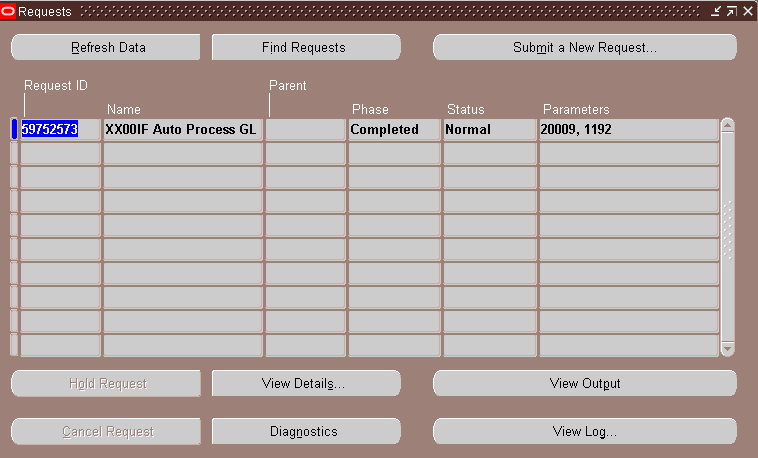 Requests
Refresh Data
Find Requests
Submit a New Request...
Request ID
Parent
Name
Phase
Status
Parameters
59752573
XX00IF Auto Process GL
Completed
Normal
20009, 1192
Hold Request
View Details...
View Output
Cancel Request
Diagnostics
View Log...